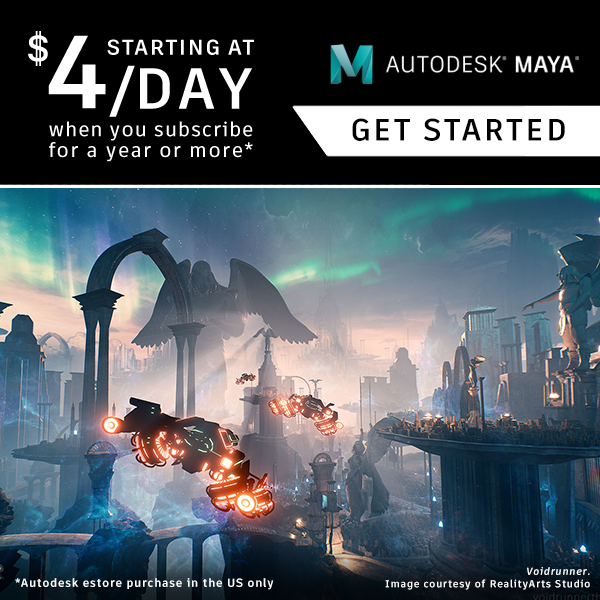 $4/DAY STARTING AT
when you subscribe
for a year or more*
AUTODESK® MAYA®
GET STARTED
*Autodesk estore purchase in the US only
Voidrunner.
Image courtesy of RealityArts Studio